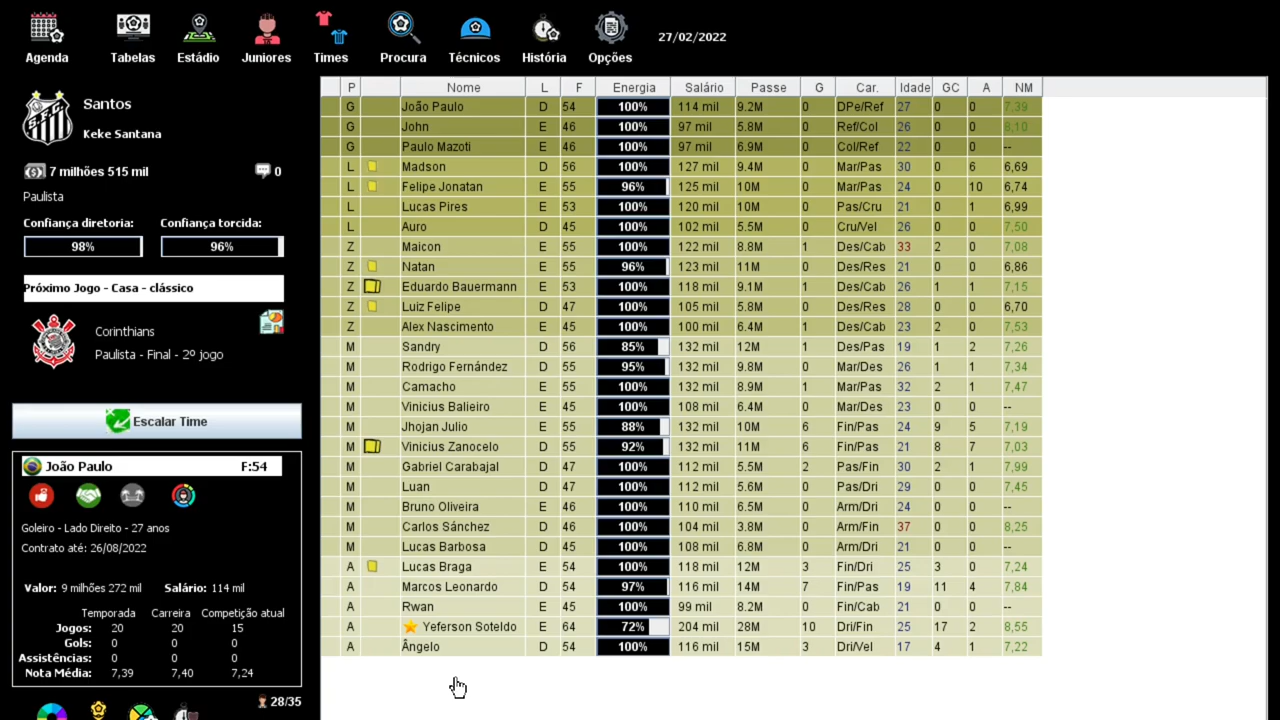 Agenda Tabelas Estádio Juniores Times Procura Técnicos História Opções 27/02/2022
Santos
Keke Santana
7 milhões 515 mil 0
Paulista
Confiança diretoria: Confiança torcida:
98% 96%
Próximo Jogo - Casa - clássico
Corinthians
Paulista - Final - 2º jogo
Escalar Time
João Paulo F:54
Goleiro - Lado Direito - 27 anos
Contrato até: 26/08/2022
Valor: 9 milhões 272 mil Salário: 114 mil
Temporada Carreira Competição atual
Jogos: 20 20 15
Gols: 0 0 0
Assistências: 0 0 0
Nota Média: 7,39 7,40 7,24
28/35
P Nome L F Energia Salário Passe G Car. Idade GC A NM
G João Paulo D 54 100% 114 mil 9.2M 0 DPe/Ref 27 0 0 7,39
G John E 46 100% 97 mil 5.8M 0 Ref/Col 26 0 0 8,10
G Paulo Mazoti E 46 100% 97 mil 6.9M 0 Col/Ref 22 0 0 --
L Madson D 56 100% 127 mil 9.4M 0 Mar/Pas 30 0 6 6,69
L Felipe Jonatan E 55 96% 125 mil 10M 0 Mar/Pas 24 0 10 6,74
L Lucas Pires E 53 100% 120 mil 10M 0 Pas/Cru 21 0 1 6,99
L Auro D 45 100% 102 mil 5.5M 0 Cru/Vel 26 0 0 7,50
Z Maicon E 55 100% 122 mil 8.8M 1 Des/Cab 33 2 0 7,08
Z Natan E 55 96% 123 mil 11M 0 Des/Res 21 0 0 6,86
Z Eduardo Bauermann E 53 100% 118 mil 9.1M 1 Des/Cab 26 1 1 7,15
Z Luiz Felipe D 47 100% 105 mil 5.8M 0 Des/Res 28 0 0 6,70
Z Alex Nascimento E 45 100% 100 mil 6.4M 1 Des/Cab 23 2 0 7,53
M Sandry D 56 85% 132 mil 12M 1 Des/Pas 19 1 2 7,26
M Rodrigo Fernández D 55 95% 132 mil 9.8M 0 Mar/Des 26 1 1 7,34
M Camacho E 55 100% 132 mil 8.9M 1 Mar/Pas 32 2 1 7,47
M Vinicius Balieiro D 45 100% 108 mil 6.4M 0 Mar/Des 23 0 0 --
M Jhojan Julio E 55 88% 132 mil 10M 6 Fin/Pas 24 9 5 7,19
M Vinicius Zanocelo D 55 92% 132 mil 11M 6 Fin/Pas 21 8 7 7,03
M Gabriel Carabajal D 47 100% 112 mil 5.5M 2 Pas/Fin 30 2 1 7,99
M Luan D 47 100% 112 mil 5.6M 0 Pas/Dri 29 0 1 7,45
M Bruno Oliveira E 46 100% 110 mil 6.5M 0 Arm/Dri 24 0 0 --
M Carlos Sánchez D 46 100% 104 mil 3.8M 0 Arm/Fin 37 0 0 8,25
M Lucas Barbosa D 45 100% 108 mil 6.8M 0 Arm/Dri 21 0 0 --
A Lucas Braga E 54 100% 118 mil 12M 3 Fin/Dri 25 3 0 7,24
A Marcos Leonardo D 54 97% 116 mil 14M 7 Fin/Pas 19 11 4 7,84
A Rwan E 45 100% 99 mil 8.2M 0 Fin/Cab 21 0 0 --
A Yeferson Soteldo E 64 72% 204 mil 28M 10 Dri/Fin 25 17 2 8,55
A Ângelo D 54 100% 116 mil 15M 3 Dri/Vel 17 4 1 7,22